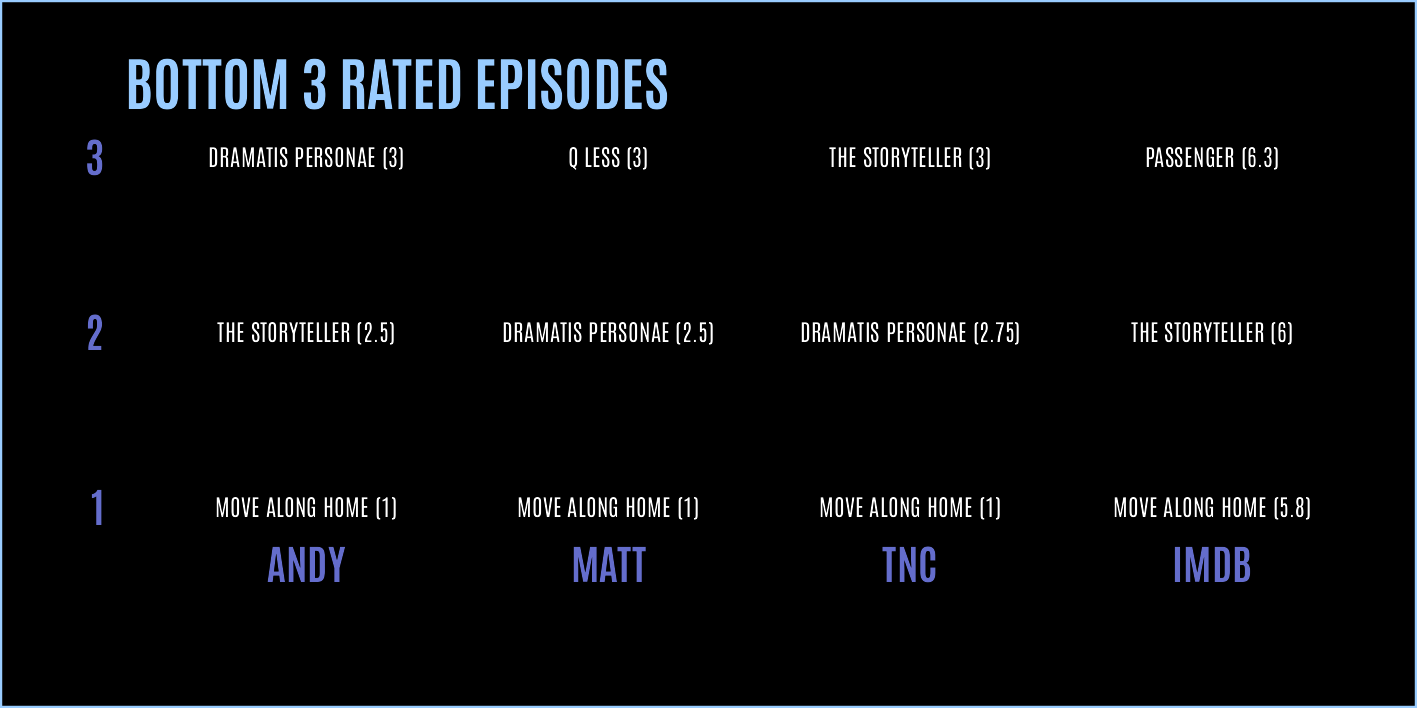 BOTTOM 3 RATED EPISODES
3 DRAMATIS PERSONAE (3) Q LESS (3) THE STORYTELLER (3) PASSENGER (6.3)
2 THE STORYTELLER (2.5) DRAMATIS PERSONAE (2.5) DRAMATIS PERSONAE (2.75) THE STORYTELLER (6)
1 MOVE ALONG HOME (1) MOVE ALONG HOME (1) MOVE ALONG HOME (1) MOVE ALONG HOME (5.8)
ANDY MATT TNC IMDB